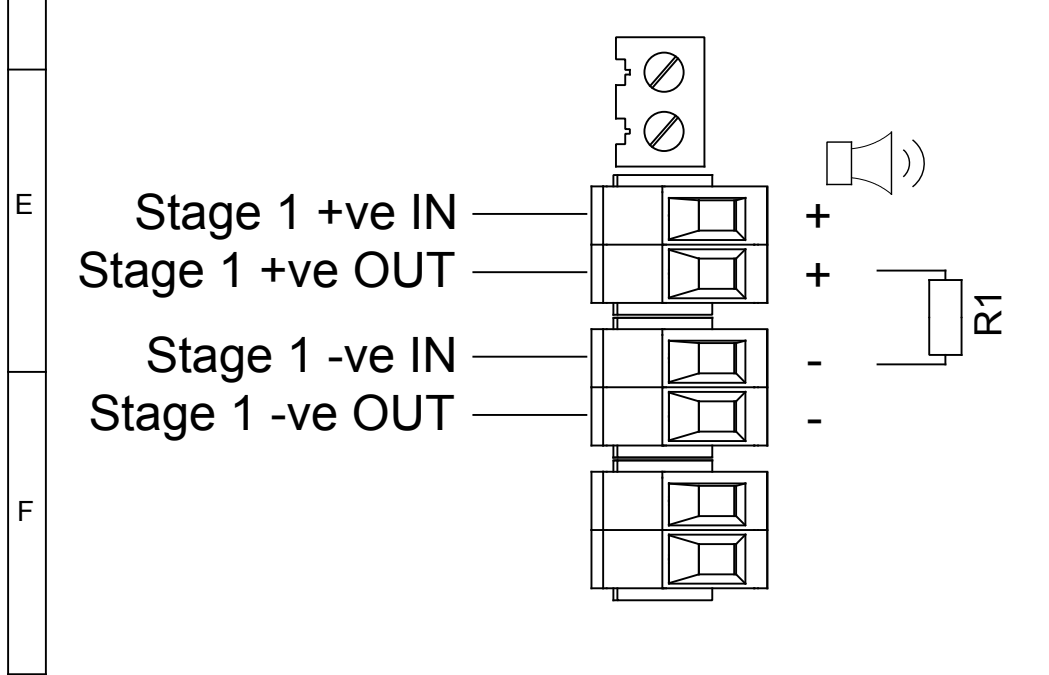 E
Stage 1 +ve IN +
Stage 1 +ve OUT +
R1
Stage 1 -ve IN -
Stage 1 -ve OUT -
F